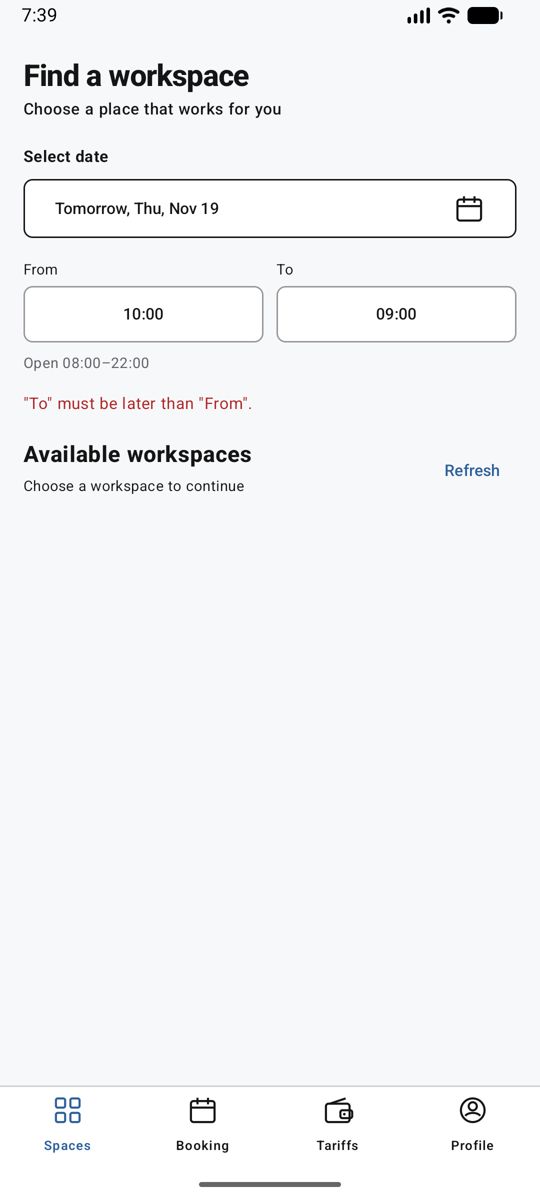 7:39
Find a workspace
Choose a place that works for you
Select date
Tomorrow, Thu, Nov 19
From To
10:00 09:00
Open 08:00–22:00
"To" must be later than "From".
Available workspaces
Choose a workspace to continue
Refresh
Spaces Booking Tariffs Profile